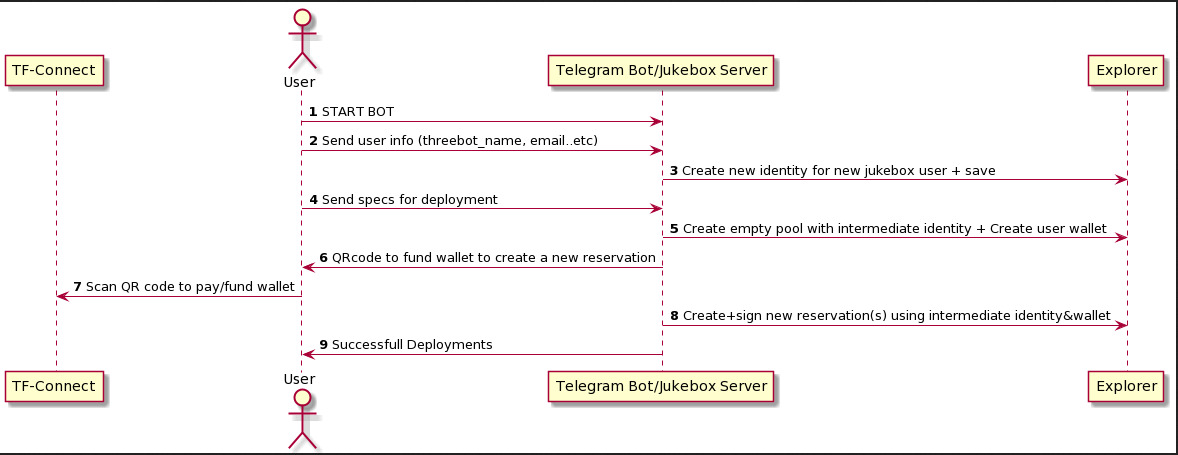 TF-Connect
User
Telegram Bot/Jukebox Server
Explorer
1 START BOT
2 Send user info (threebot_name, email..etc)
3 Create new identity for new jukebox user + save
4 Send specs for deployment
5 Create empty pool with intermediate identity + Create user wallet
6 QRcode to fund wallet to create a new reservation
7 Scan QR code to pay/fund wallet
8 Create+sign new reservation(s) using intermediate identity&wallet
9 Successfull Deployments
TF-Connect
User
Telegram Bot/Jukebox Server
Explorer